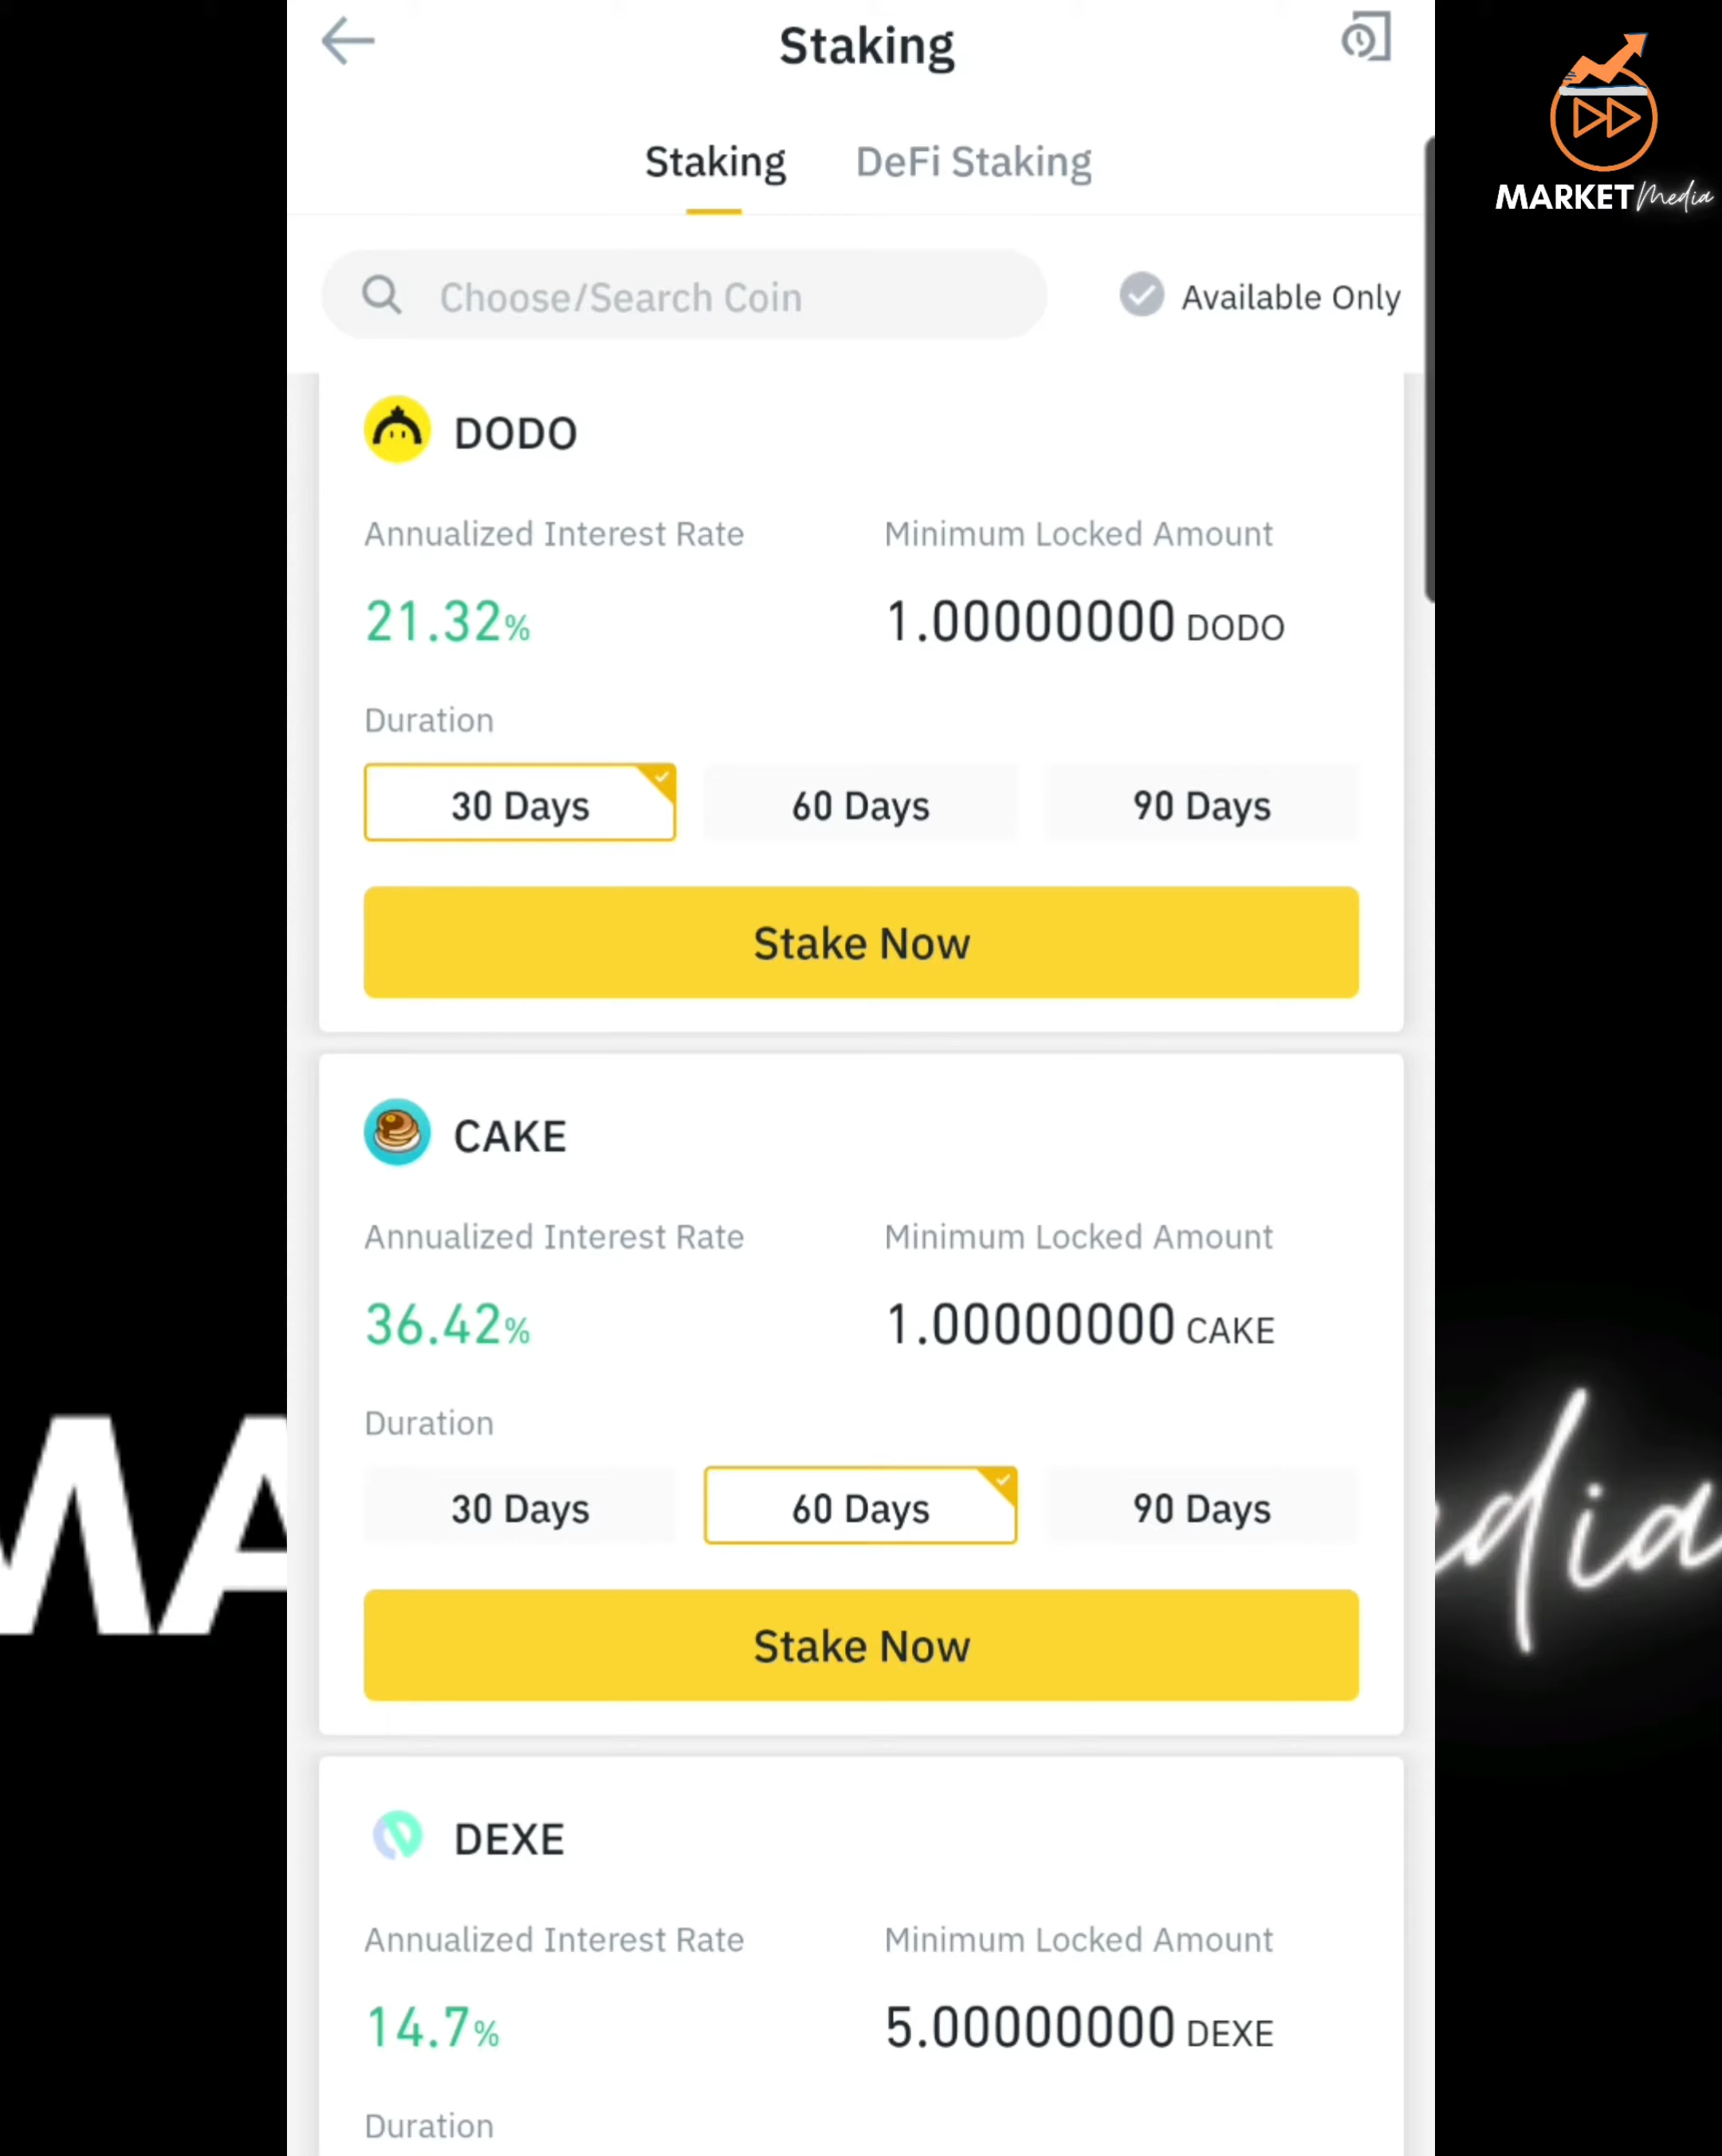 Staking
MARKET Media
Staking DeFi Staking
Choose/Search Coin Available Only
DODO
Annualized Interest Rate Minimum Locked Amount
21.32% 1.00000000 DODO
Duration
30 Days 60 Days 90 Days
Stake Now
CAKE
Annualized Interest Rate Minimum Locked Amount
36.42% 1.00000000 CAKE
Duration
30 Days 60 Days 90 Days
MA edia
Stake Now
DEXE
Annualized Interest Rate Minimum Locked Amount
14.7% 5.00000000 DEXE
Duration